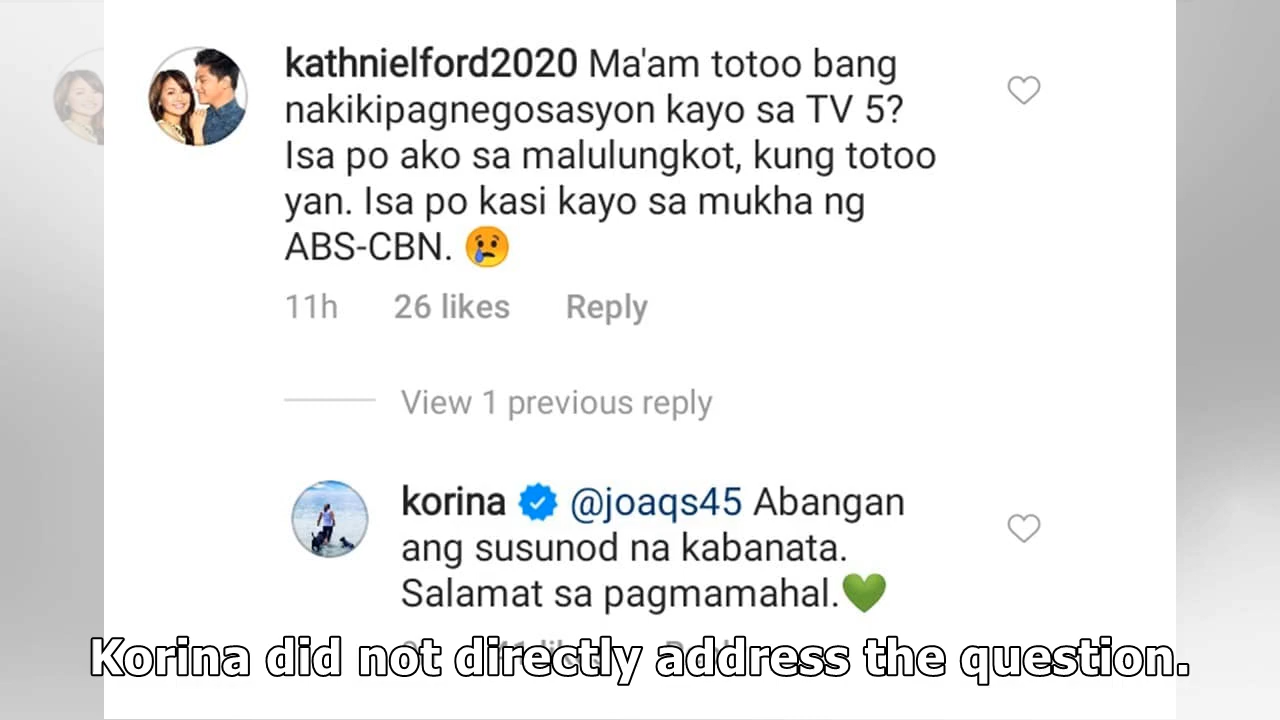 kathnielford2020 Ma'am totoo bang
nakikipagnegosasyon kayo sa TV 5?
Isa po ako sa malulungkot, kung totoo
yan. Isa po kasi kayo sa mukha ng
ABS-CBN. 😢
11h 26 likes Reply
View 1 previous reply
korina @joaqs45 Abangan
ang susunod na kabanata.
Salamat sa pagmamahal.💚
Korina did not directly address the question.